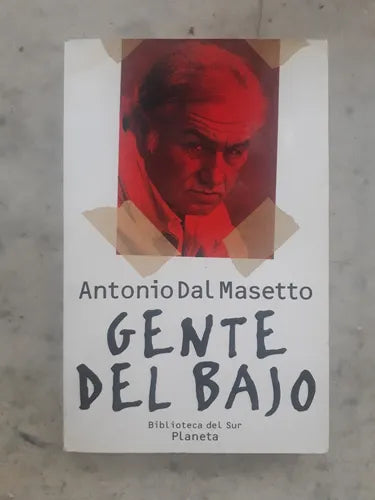 Antonio Dal Masetto
GENTE
DEL BAJO
Biblioteca del Sur
Planeta